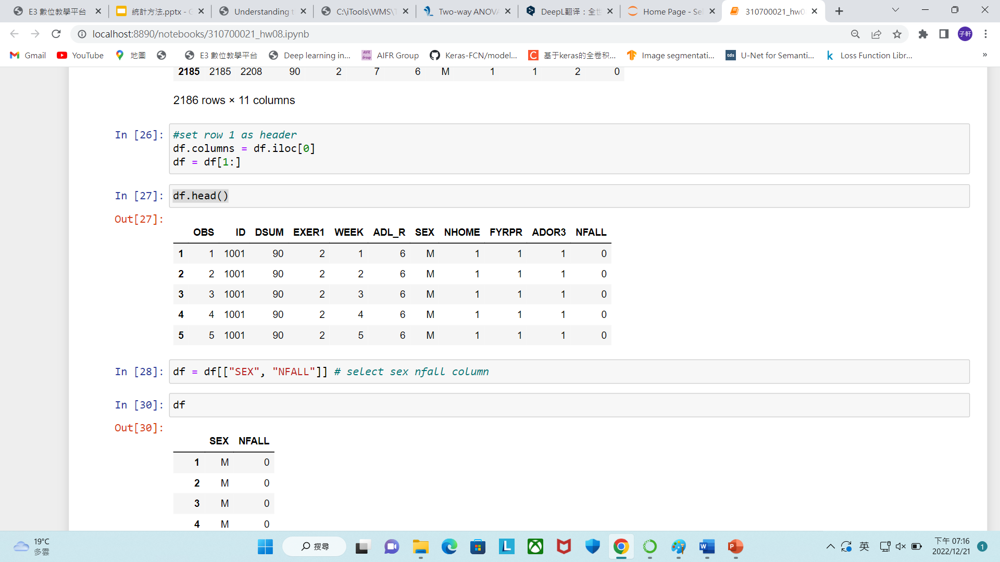 E3 數位教學平台
統計方法.pptx - G
Understanding t
C:\iTools\WMS\T
Two-way ANOVA
DeepL翻译：全世
Home Page - Sel
310700021_hw0
localhost:8890/notebooks/310700021_hw08.ipynb
子軒
Gmail
YouTube
地圖
E3 數位教學平台
Deep learning in...
AIFR Group
Keras-FCN/model...
基于keras的全卷积...
Image segmentati...
tds
U-Net for Semanti...
Loss Function Libr...
»
2185 2185 2208 90 2 7 6 M 1 1 2 0
2186 rows × 11 columns
In [26]: #set row 1 as header
df.columns = df.iloc[0]
df = df[1:]
In [27]: df.head()
Out[27]:
OBS ID DSUM EXER1 WEEK ADL_R SEX NHOME FYRPR ADOR3 NFALL
1 1 1001 90 2 1 6 M 1 1 1 0
2 2 1001 90 2 2 6 M 1 1 1 0
3 3 1001 90 2 3 6 M 1 1 1 0
4 4 1001 90 2 4 6 M 1 1 1 0
5 5 1001 90 2 5 6 M 1 1 1 0
In [28]: df = df[["SEX", "NFALL"]] # select sex nfall column
In [30]: df
Out[30]:
SEX NFALL
1 M 0
2 M 0
3 M 0
4 M 0
19°C
多雲
搜尋
英
下午 07:16
2022/12/21
1